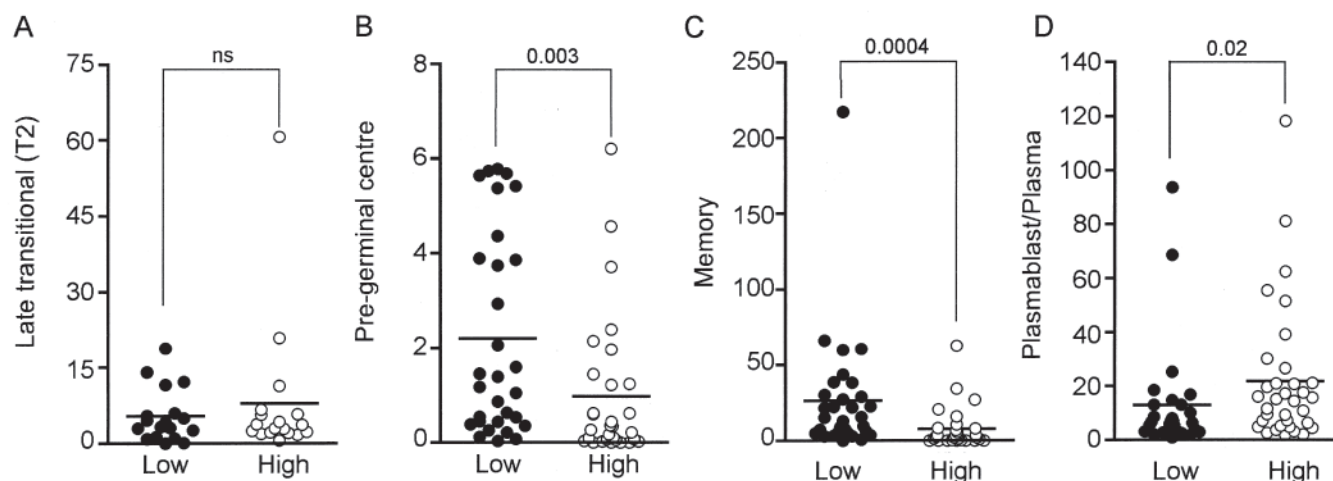 A
ns
Late transitional (T2)
75
60
45
30
15
0
Low High
B
0.003
Pre-germinal centre
8
6
4
2
0
Low High
C
0.0004
Memory
250
200
150
100
50
0
Low High
D
0.02
Plasmablast/Plasma
140
120
100
80
60
40
20
0
Low High